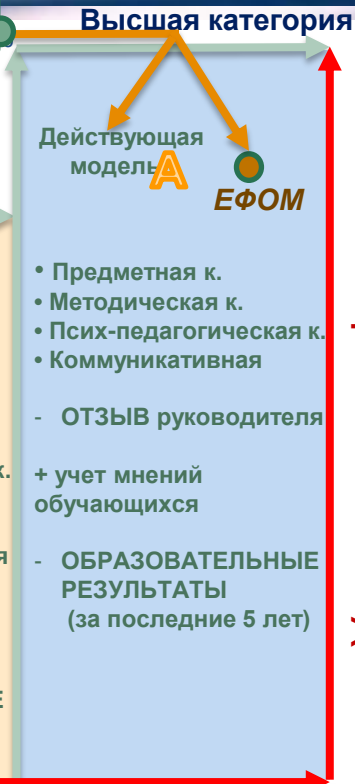 Высшая категория
Действующая
модель А
ЕФОМ
• Предметная к.
• Методическая к.
• Псих-педагогическая к.
• Коммуникативная
- ОТЗЫВ руководителя
к.
+ учет мнений
обучающихся
я
- ОБРАЗОВАТЕЛЬНЫЕ
РЕЗУЛЬТАТЫ
(за последние 5 лет)
Е